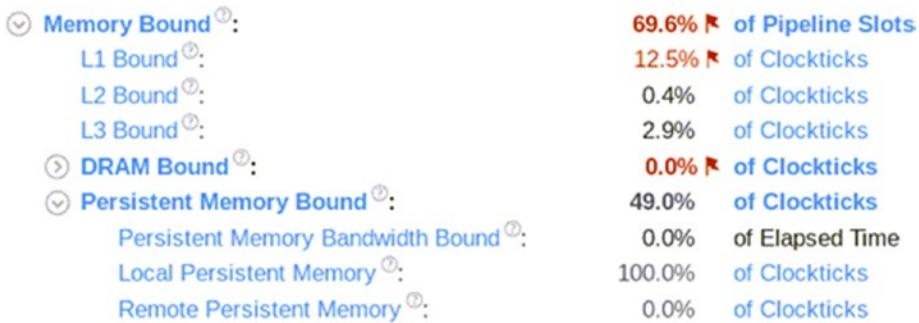 Memory Bound ?: 69.6% of Pipeline Slots
L1 Bound ?: 12.5% of Clockticks
L2 Bound ?: 0.4% of Clockticks
L3 Bound ?: 2.9% of Clockticks
DRAM Bound ?: 0.0% of Clockticks
Persistent Memory Bound ?: 49.0% of Clockticks
Persistent Memory Bandwidth Bound ?: 0.0% of Elapsed Time
Local Persistent Memory ?: 100.0% of Clockticks
Remote Persistent Memory ?: 0.0% of Clockticks